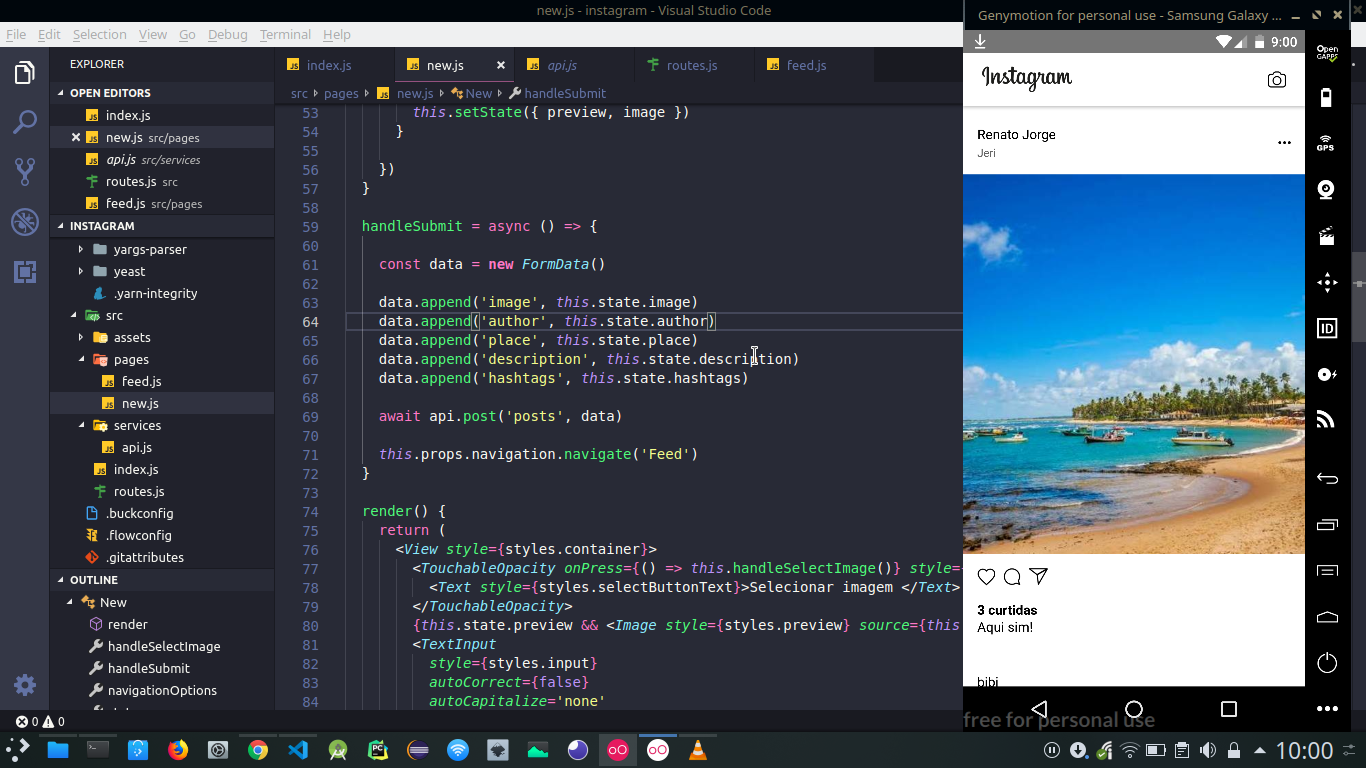 new.js - instagram - Visual Studio Code
File Edit Selection View Go Debug Terminal Help
EXPLORER
OPEN EDITORS
index.js
new.js src/pages
api.js src/services
routes.js src
feed.js src/pages
INSTAGRAM
yargs-parser
yeast
.yarn-integrity
src
assets
pages
feed.js
new.js
services
api.js
index.js
routes.js
.buckconfig
.flowconfig
.gitattributes
OUTLINE
New
render
handleSelectImage
handleSubmit
navigationOptions
0 0
index.js new.js api.js routes.js feed.js
src pages new.js New handleSubmit
53 this.setState({ preview, image })
54 }
55
56 })
57 }
58
59 handleSubmit = async () => {
60
61 const data = new FormData()
62
63 data.append('image', this.state.image)
64 data.append('author', this.state.author)
65 data.append('place', this.state.place)
66 data.append('description', this.state.description)
67 data.append('hashtags', this.state.hashtags)
68
69 await api.post('posts', data)
70
71 this.props.navigation.navigate('Feed')
72 }
73
74 render() {
75 return (
76 <View style={styles.container}>
77 <TouchableOpacity onPress={() => this.handleSelectImage()} style=
78 <Text style={styles.selectButtonText}>Selecionar imagem </Text>
79 </TouchableOpacity>
80 {this.state.preview && <Image style={styles.preview} source={this
81 <TextInput
82 style={styles.input}
83 autoCorrect={false}
84 autoCapitalize='none'
Genymotion for personal use - Samsung Galaxy ...
9:00
Instagram
Renato Jorge
Jeri
3 curtidas
Aqui sim!
bibi
free for personal use
Open
GAPPS
GPS
ID
10:00